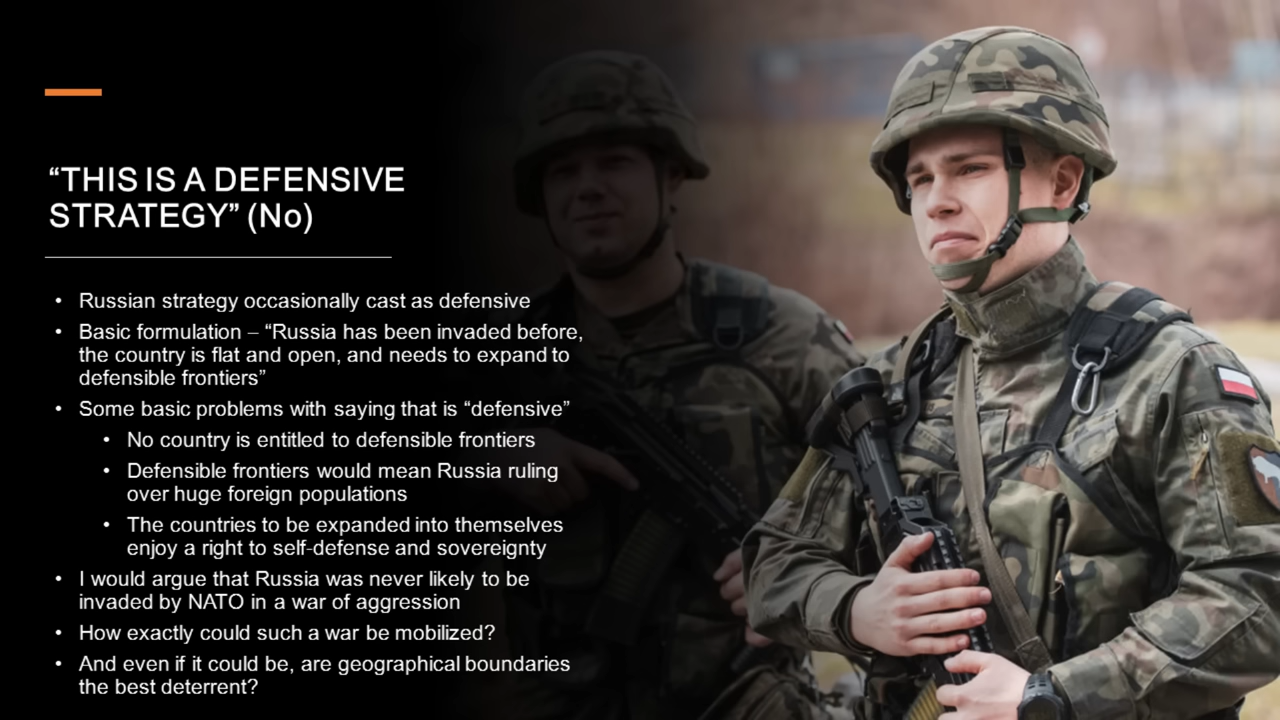 “THIS IS A DEFENSIVE
STRATEGY” (No)
• Russian strategy occasionally cast as defensive
• Basic formulation – “Russia has been invaded before,
the country is flat and open, and needs to expand to
defensible frontiers”
• Some basic problems with saying that is “defensive”
• No country is entitled to defensible frontiers
• Defensible frontiers would mean Russia ruling
over huge foreign populations
• The countries to be expanded into themselves
enjoy a right to self-defense and sovereignty
• I would argue that Russia was never likely to be
invaded by NATO in a war of aggression
• How exactly could such a war be mobilized?
• And even if it could be, are geographical boundaries
the best deterrent?